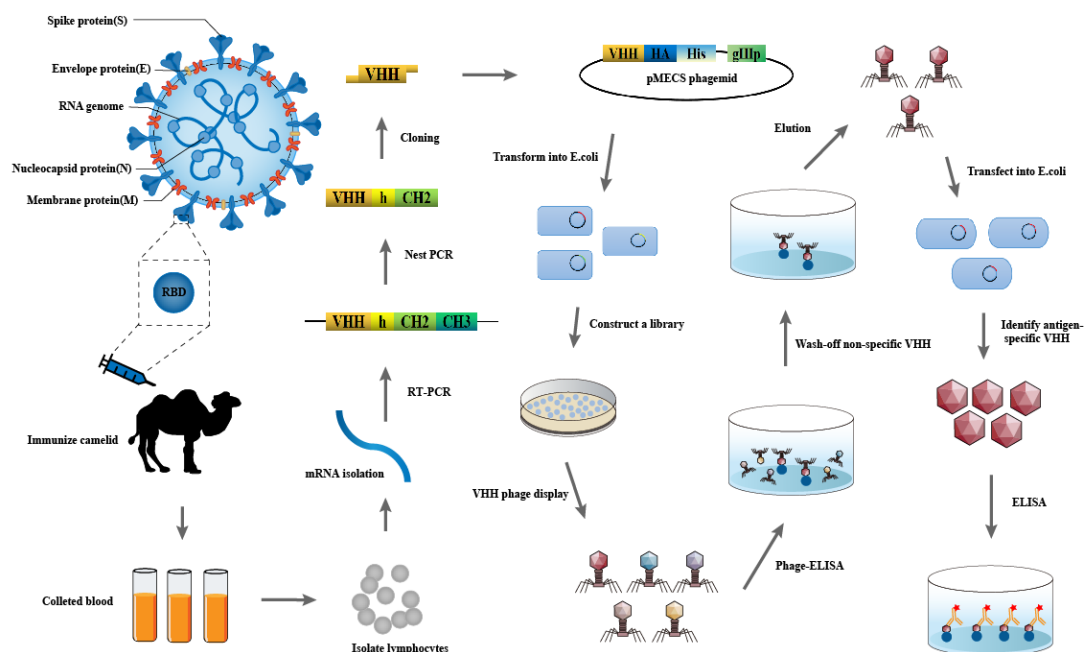 Spike protein(S)
Envelope protein(E)
RNA genome
Nucleocapsid protein(N)
Membrane protein(M)
RBD
Immunize camelid
Colleted blood
Isolate lymphocytes
mRNA isolation
RT-PCR
VHH h CH2 CH3
Nest PCR
VHH h CH2
Cloning
VHH
VHH HA His gIIIp
pMECS phagemid
Transform into E.coli
Construct a library
VHH phage display
Phage-ELISA
Wash-off non-specific VHH
Elution
Transfect into E.coli
Identify antigen-
specific VHH
ELISA